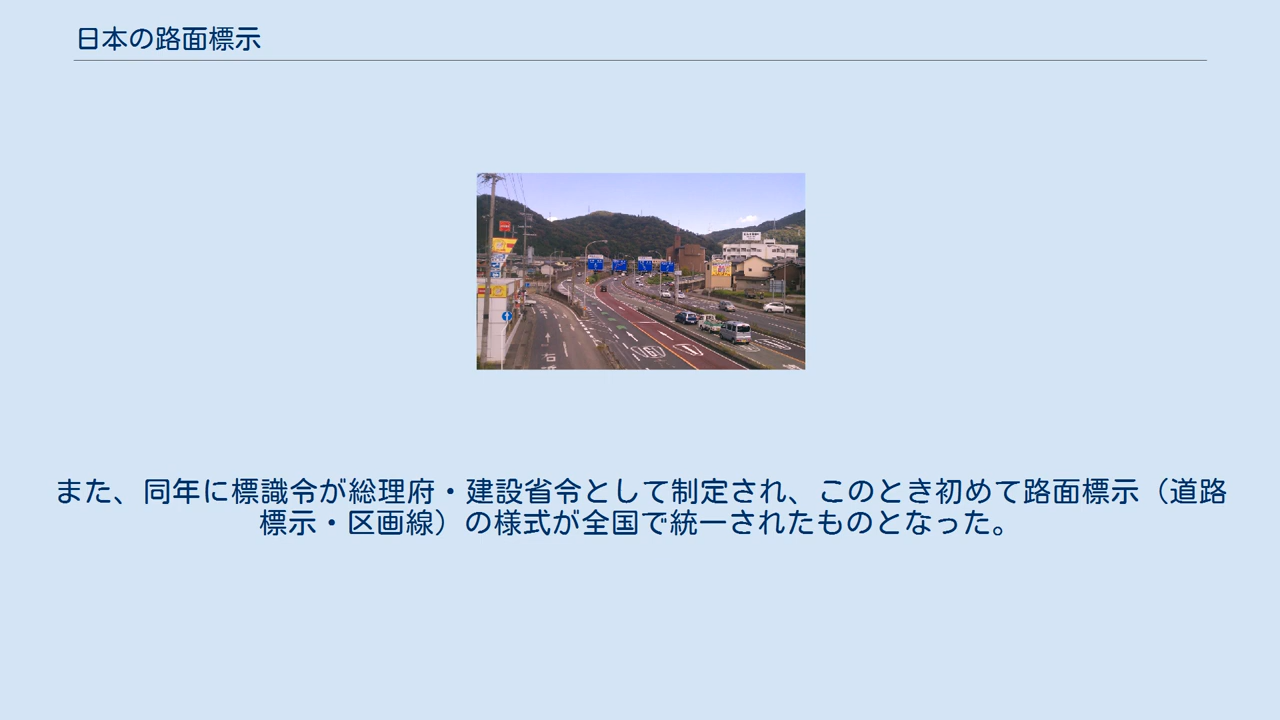 日本の路面標示
また、同年に標識令が総理府・建設省令として制定され、このとき初めて路面標示（道路
標示・区画線）の様式が全国で統一されたものとなった。